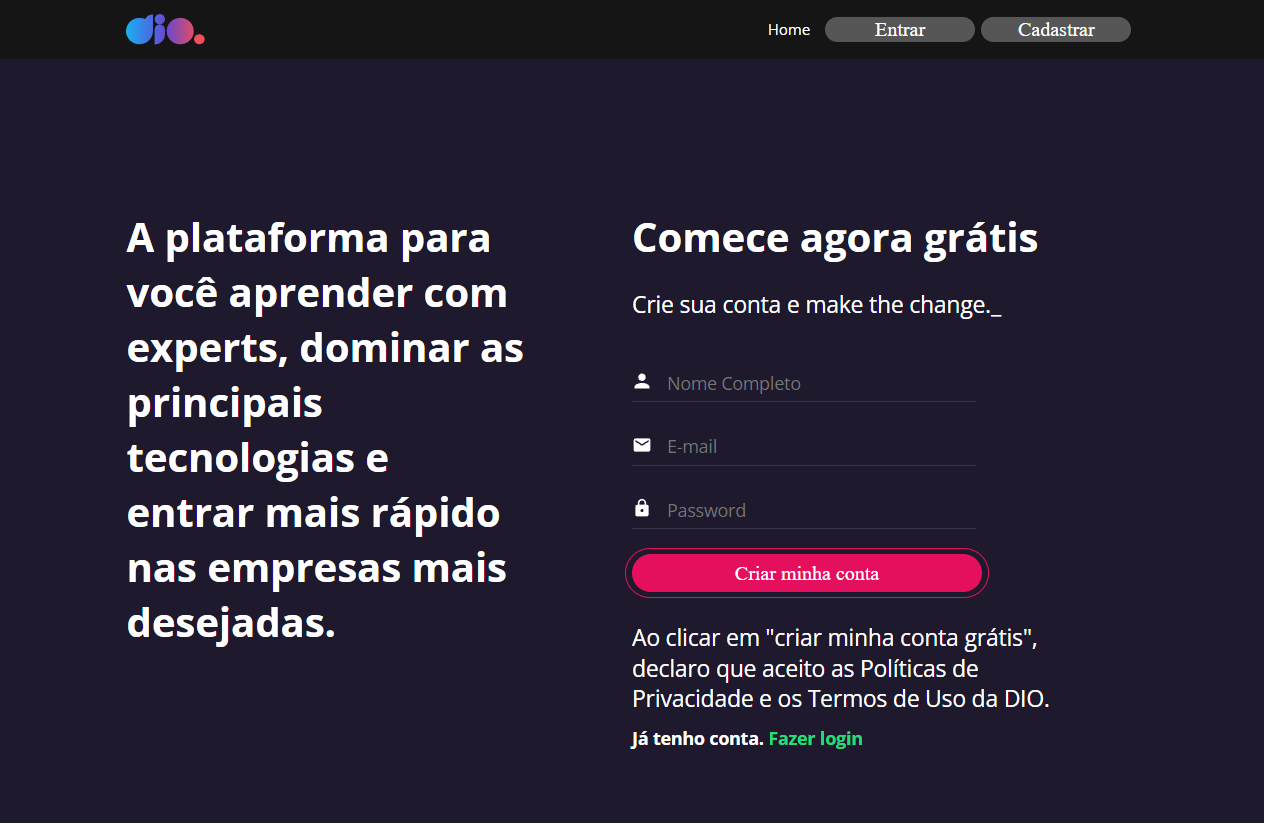 dio.
Home
Entrar
Cadastrar
A plataforma para
você aprender com
experts, dominar as
principais
tecnologias e
entrar mais rápido
nas empresas mais
desejadas.
Comece agora grátis
Crie sua conta e make the change._
Nome Completo
E-mail
Password
Criar minha conta
Ao clicar em "criar minha conta grátis",
declaro que aceito as Políticas de
Privacidade e os Termos de Uso da DIO.
Já tenho conta. Fazer login